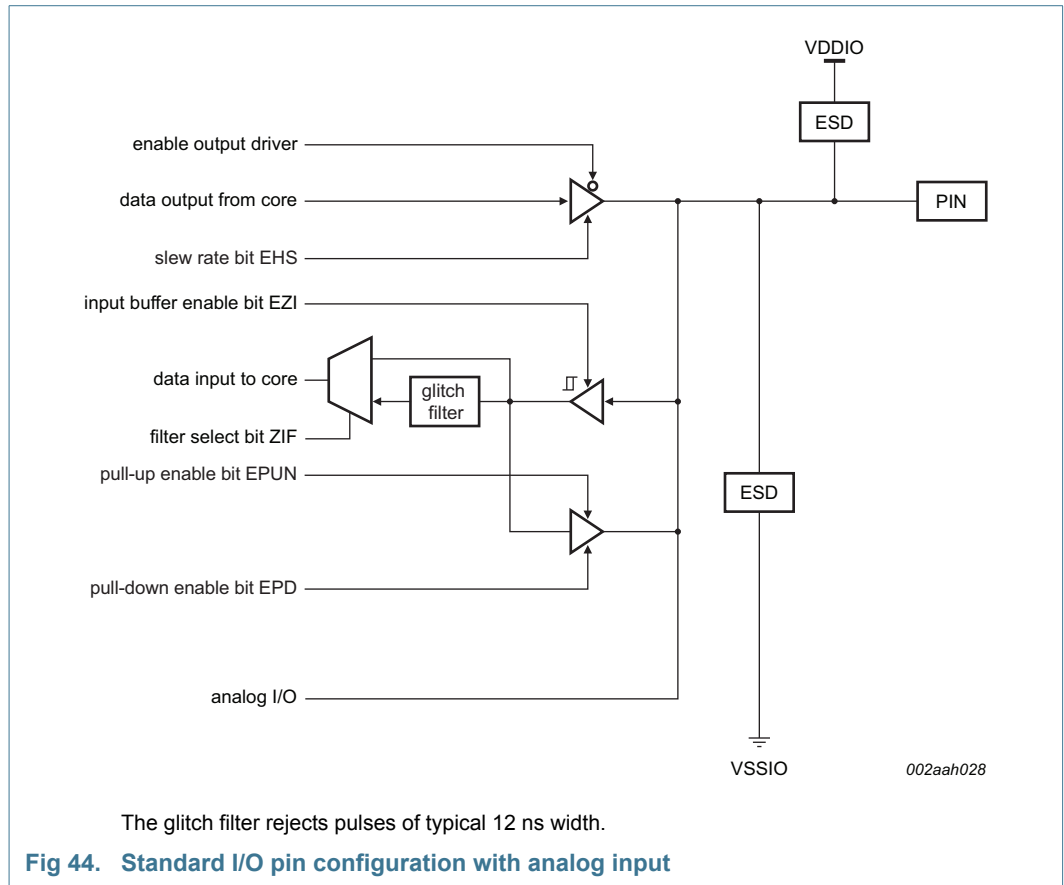 VDDIO
ESD
enable output driver
data output from core
PIN
slew rate bit EHS
input buffer enable bit EZI
data input to core
glitch
filter
filter select bit ZIF
pull-up enable bit EPUN
ESD
pull-down enable bit EPD
analog I/O
VSSIO
002aah028
The glitch filter rejects pulses of typical 12 ns width.
Fig 44. Standard I/O pin configuration with analog input